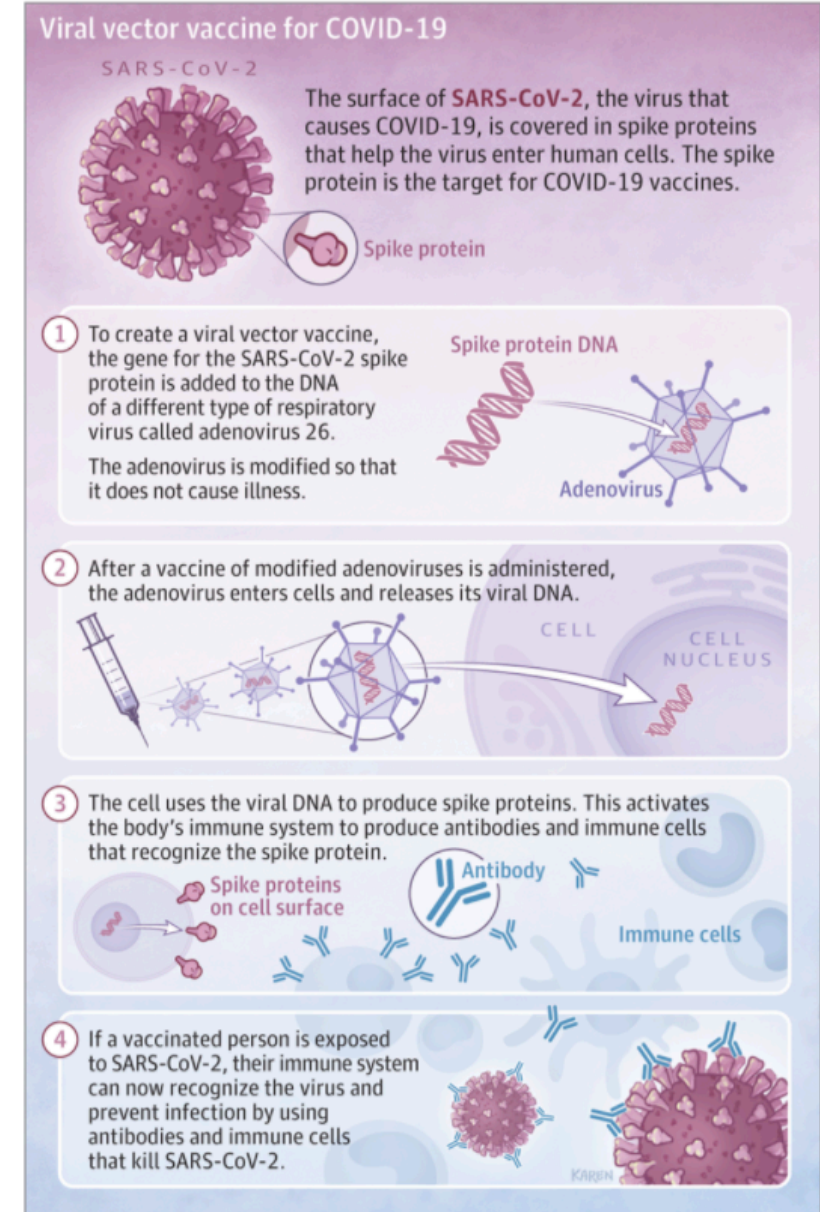 Viral vector vaccine for COVID-19
SARS-CoV-2
The surface of SARS-CoV-2, the virus that
causes COVID-19, is covered in spike proteins
that help the virus enter human cells. The spike
protein is the target for COVID-19 vaccines.
Spike protein
1
To create a viral vector vaccine,
the gene for the SARS-CoV-2 spike
protein is added to the DNA
of a different type of respiratory
virus called adenovirus 26.
The adenovirus is modified so that
it does not cause illness.
Spike protein DNA
Adenovirus
2
After a vaccine of modified adenoviruses is administered,
the adenovirus enters cells and releases its viral DNA.
CELL
CELL
NUCLEUS
3
The cell uses the viral DNA to produce spike proteins. This activates
the body's immune system to produce antibodies and immune cells
that recognize the spike protein.
Spike proteins
on cell surface
Antibody
Immune cells
4
If a vaccinated person is exposed
to SARS-CoV-2, their immune system
can now recognize the virus and
prevent infection by using
antibodies and immune cells
that kill SARS-CoV-2.
KAREN